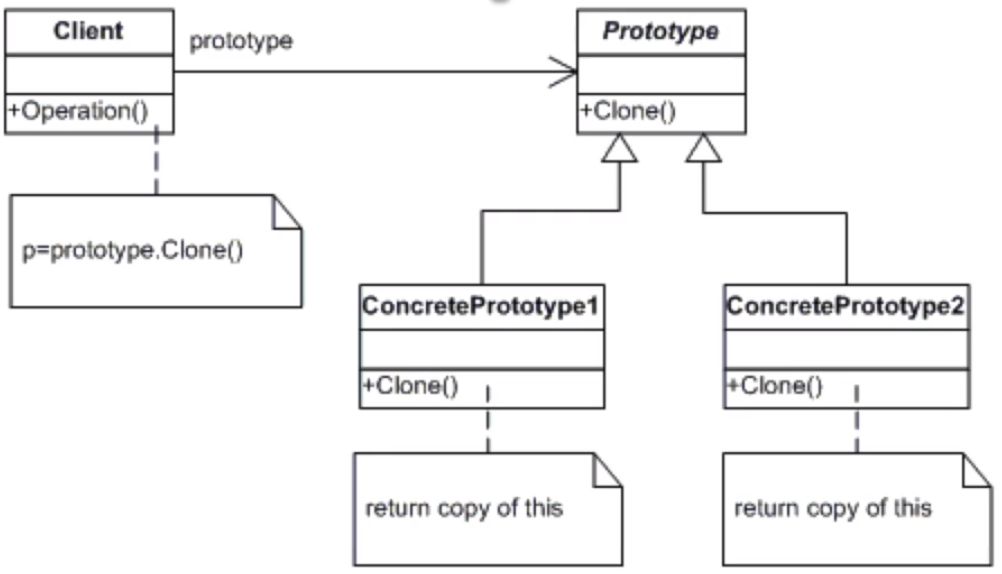 Client
prototype
Prototype
+Operation()
+Clone()
p=prototype.Clone()
ConcretePrototype1
ConcretePrototype2
+Clone()
+Clone()
return copy of this
return copy of this